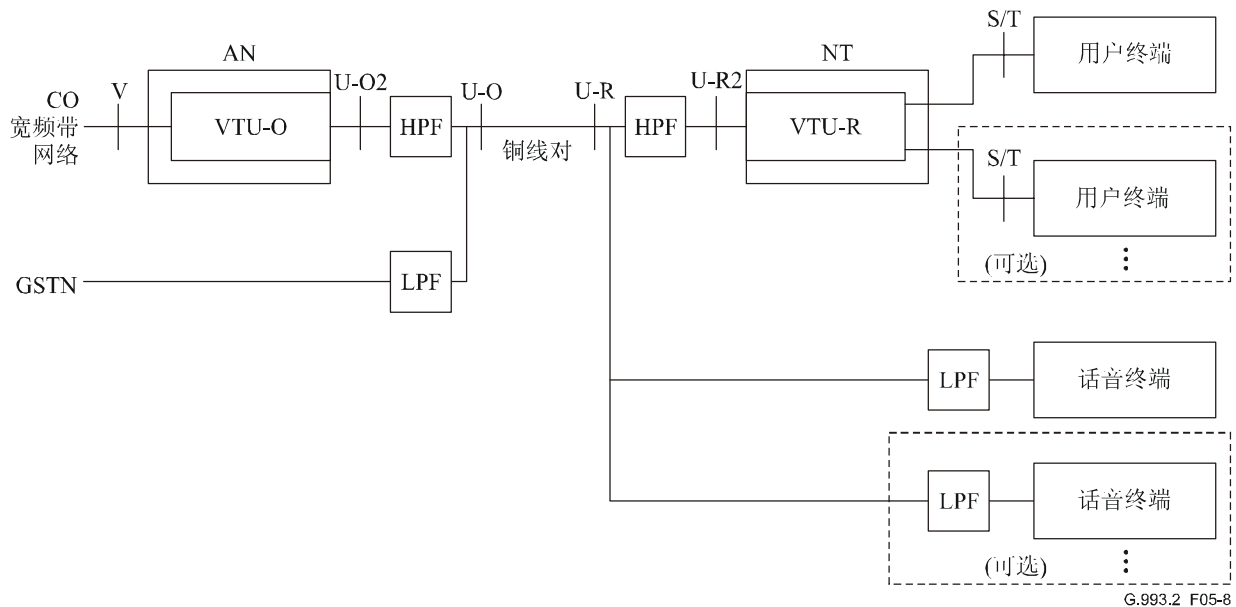 S/T
用户终端
AN
NT
CO
宽频带
网络
V
VTU-O
U-O2
HPF
U-O
铜线对
U-R
HPF
U-R2
VTU-R
S/T
用户终端
⋮
(可选)
GSTN
LPF
LPF
话音终端
LPF
话音终端
⋮
(可选)
G.993.2_F05-8